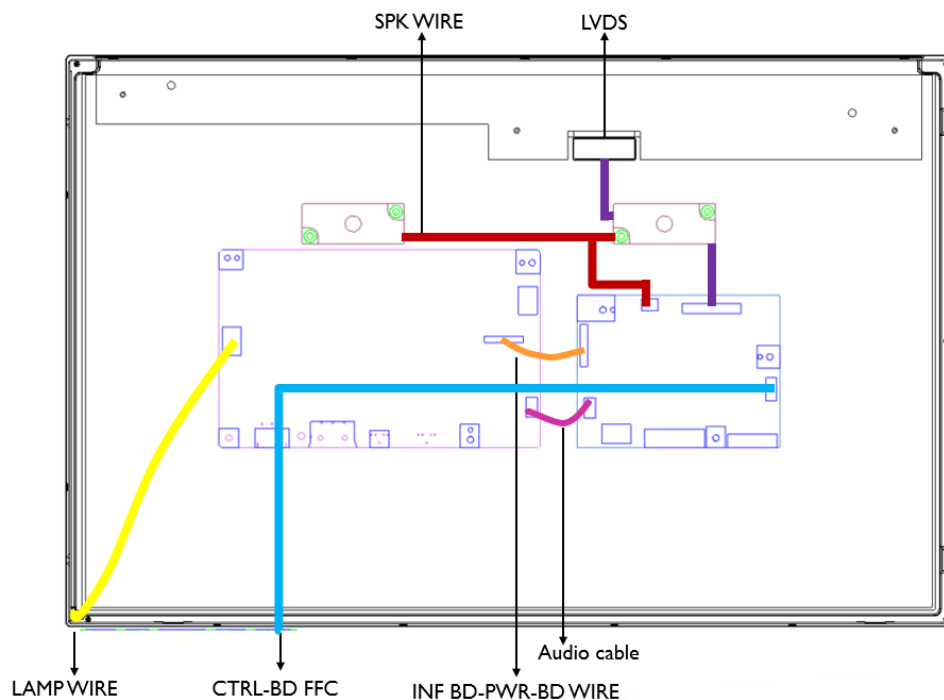 SPK WIRE
LVDS
Audio cable
LAMP WIRE
CTRL-BD FFC
INF BD-PWR-BD WIRE